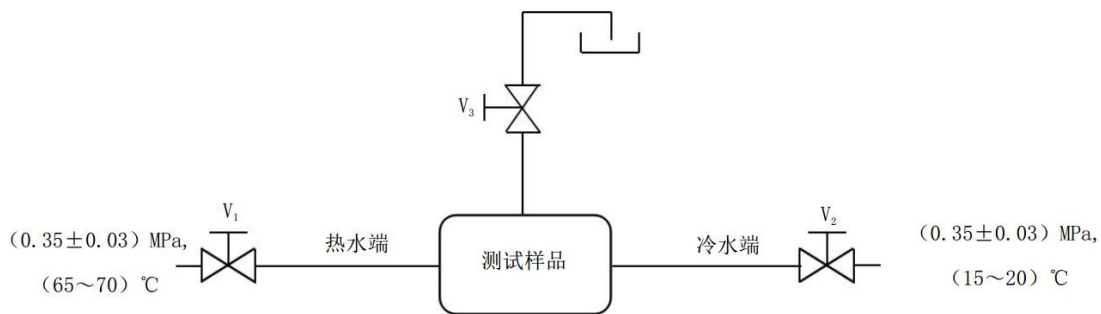 V₃
V₁
V₂
（0.35±0.03）MPa,
（65～70）℃
热水端
测试样品
冷水端
（0.35±0.03）MPa,
（15～20）℃